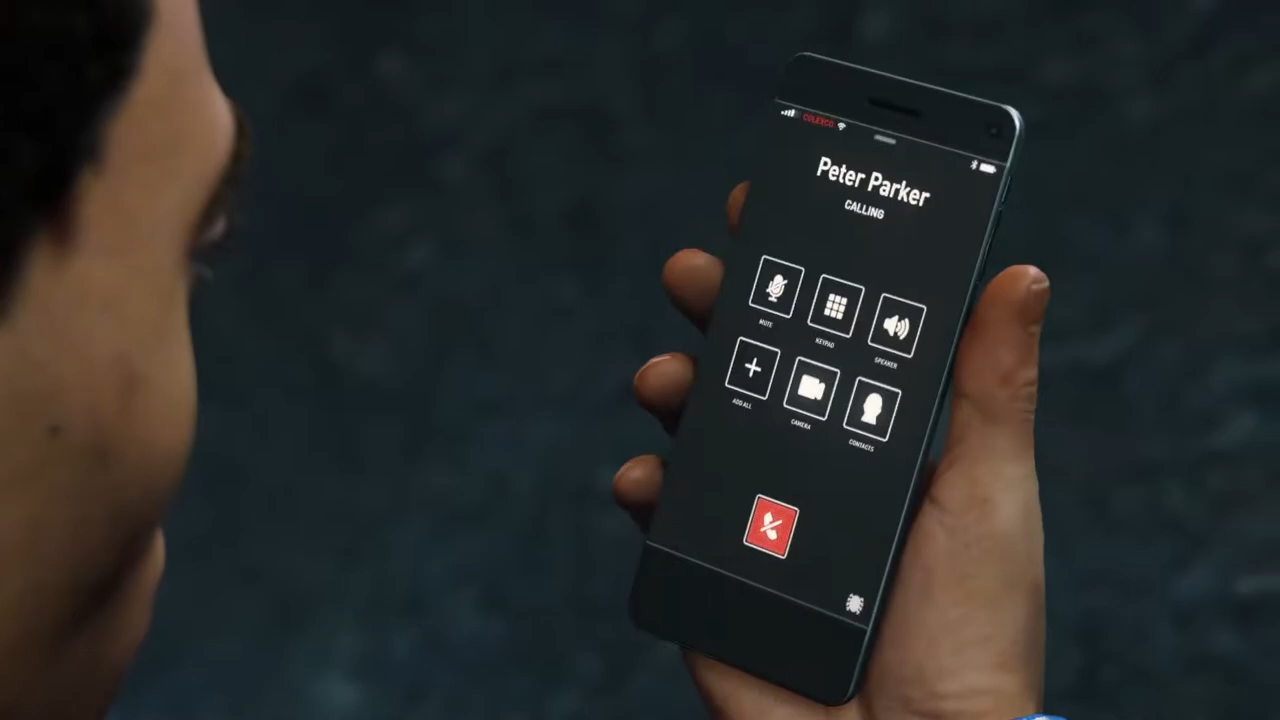 Peter Parker
CALLING
MUTE
KEYPAD
SPEAKER
ADD ALL
CAMERA
CONTACTS